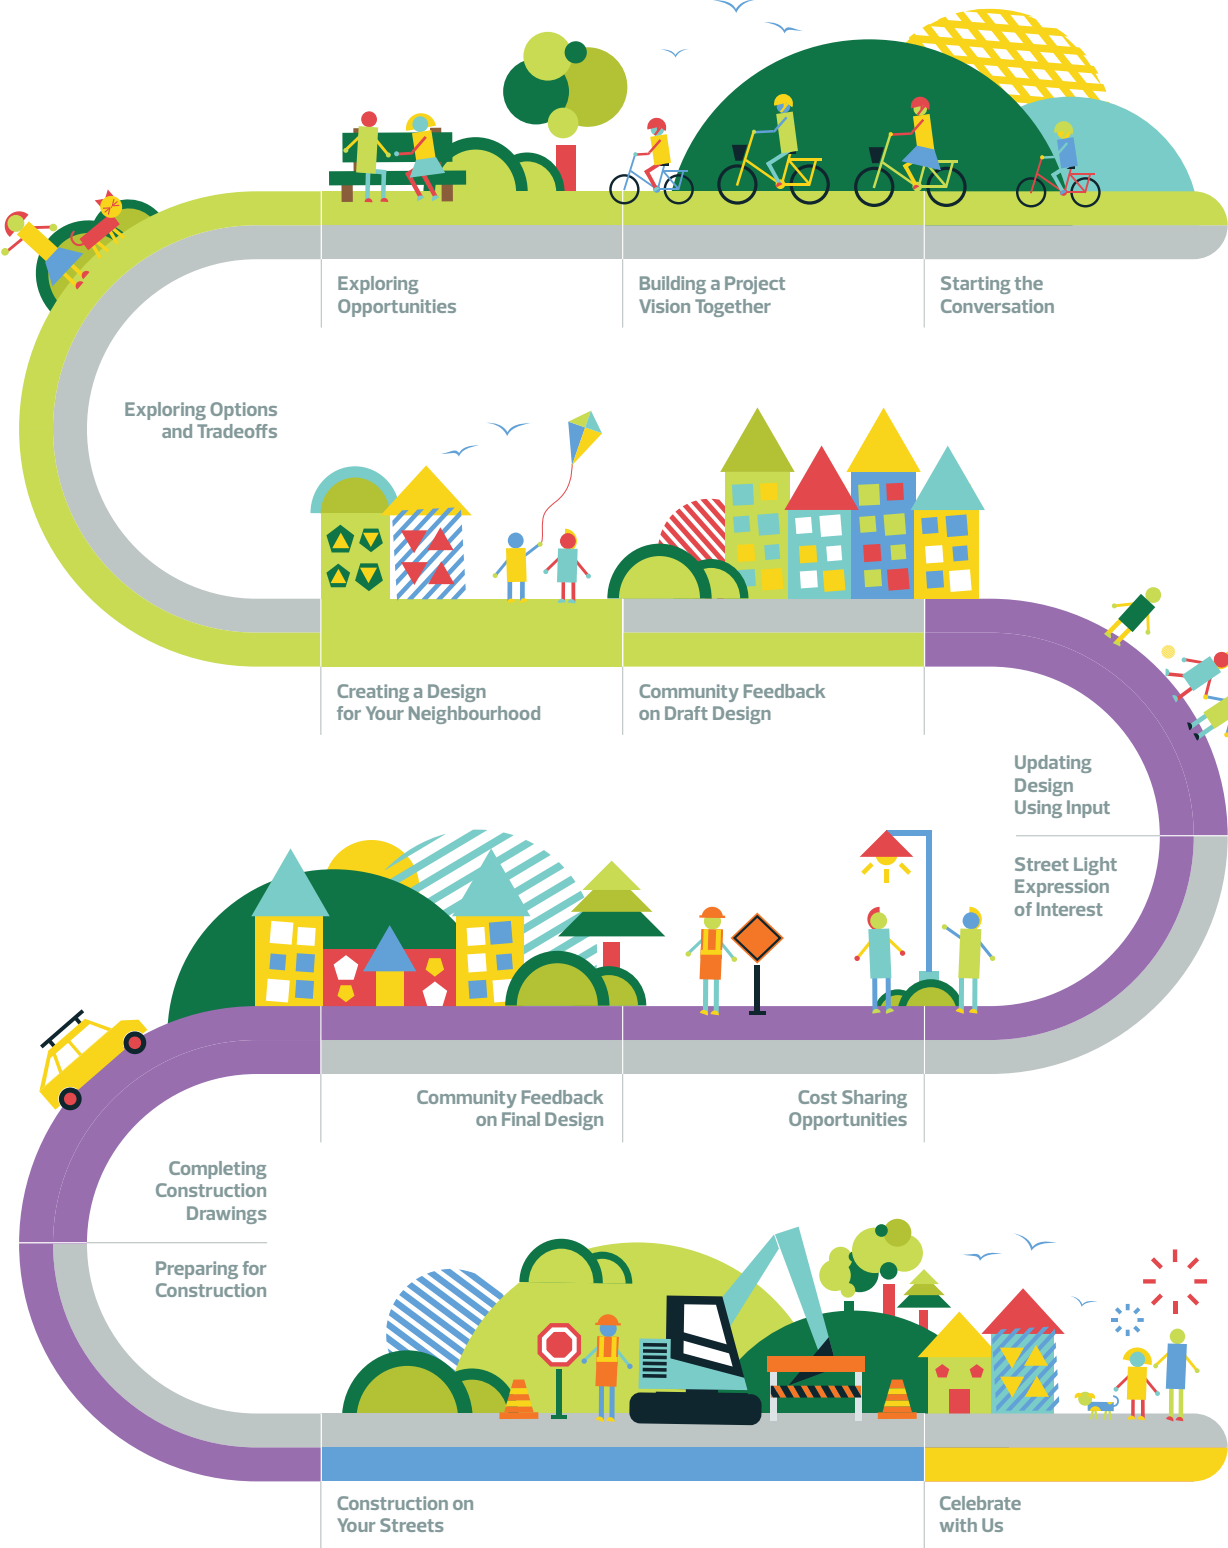 Exploring
Opportunities
Building a Project
Vision Together
Starting the
Conversation
Exploring Options
and Tradeoffs
Creating a Design
for Your Neighbourhood
Community Feedback
on Draft Design
Updating
Design
Using Input
Street Light
Expression
of Interest
Community Feedback
on Final Design
Cost Sharing
Opportunities
Completing
Construction
Drawings
Preparing for
Construction
Construction on
Your Streets
Celebrate
with Us